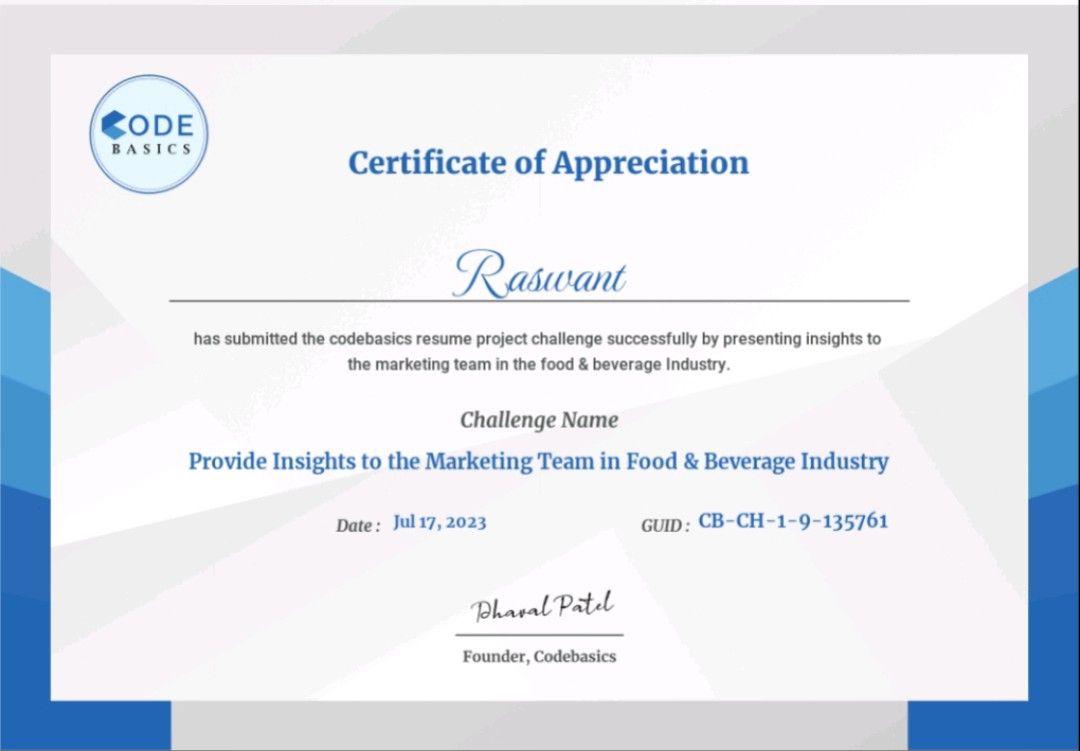 CODE
BASICS
Certificate of Appreciation
Raswant
has submitted the codebasics resume project challenge successfully by presenting insights to
the marketing team in the food & beverage Industry.
Challenge Name
Provide Insights to the Marketing Team in Food & Beverage Industry
Date : Jul 17, 2023
GUID : CB-CH-1-9-135761
Dhaval Patel
Founder, Codebasics